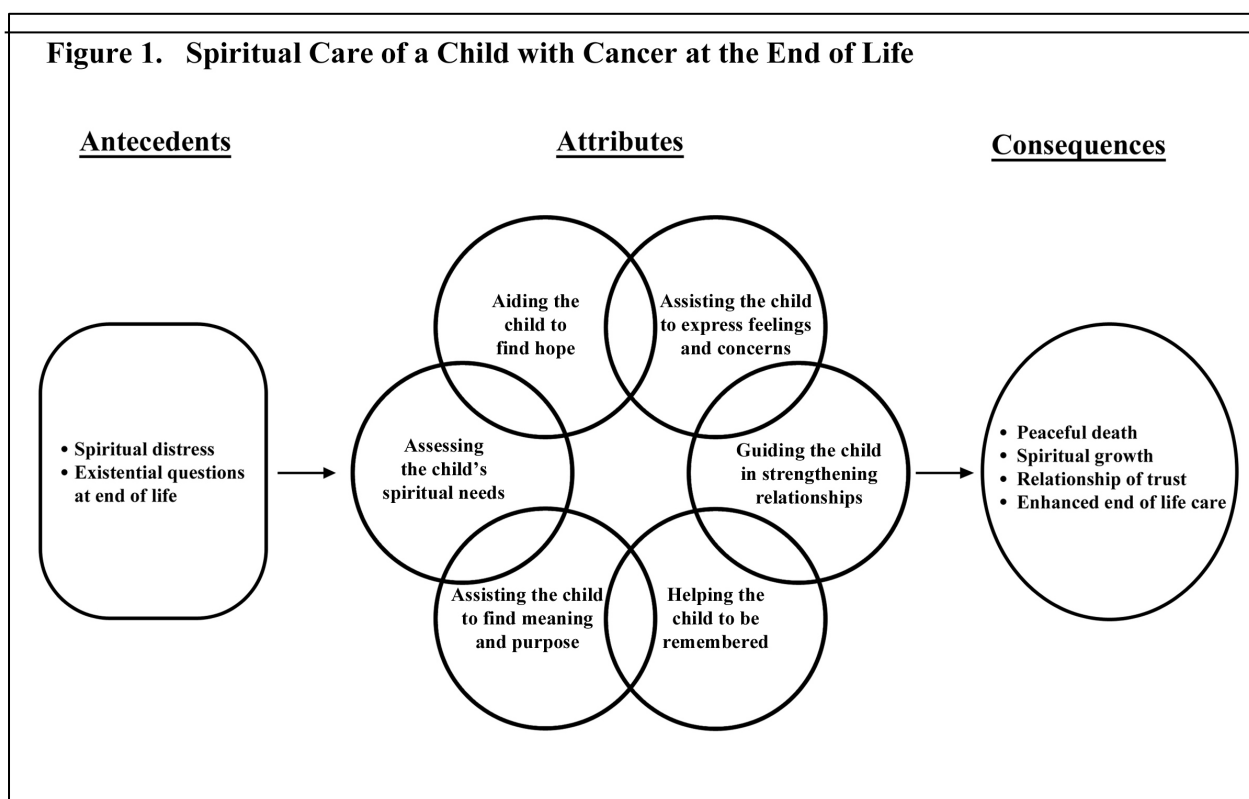 Figure 1.   Spiritual Care of a Child with Cancer at the End of Life
Antecedents
Attributes
Consequences
• Spiritual distress
• Existential questions
at end of life
Aiding the
child to
find hope
Assisting the child
to express feelings
and concerns
Assessing
the child’s
spiritual needs
Guiding the child
in strengthening
relationships
Assisting the child
to find meaning
and purpose
Helping the
child to be
remembered
• Peaceful death
• Spiritual growth
• Relationship of trust
• Enhanced end of life care